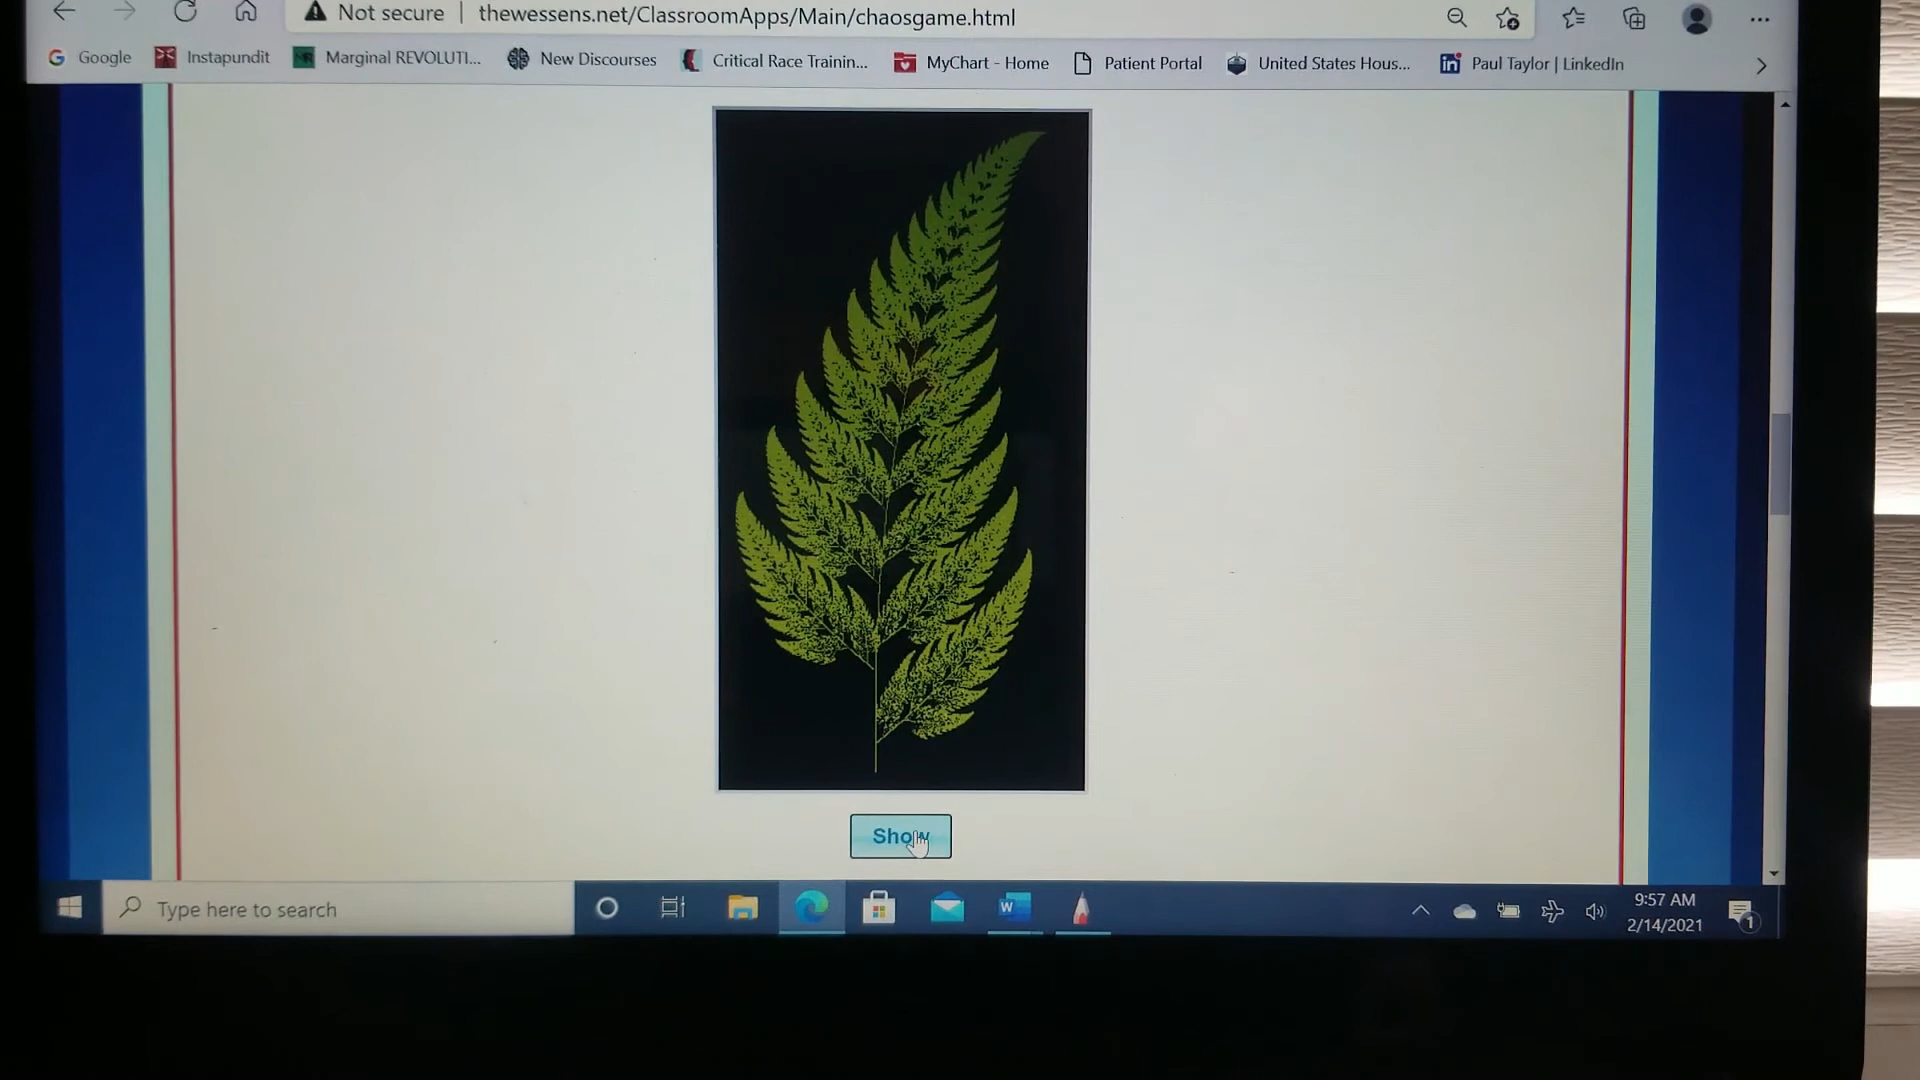 Not secure | thewessens.net/ClassroomApps/Main/chaosgame.html
Google Instapundit Marginal REVOLUTI... New Discourses Critical Race Trainin... MyChart - Home Patient Portal United States Hous... Paul Taylor | LinkedIn
Show
Type here to search
9:57 AM
2/14/2021
1